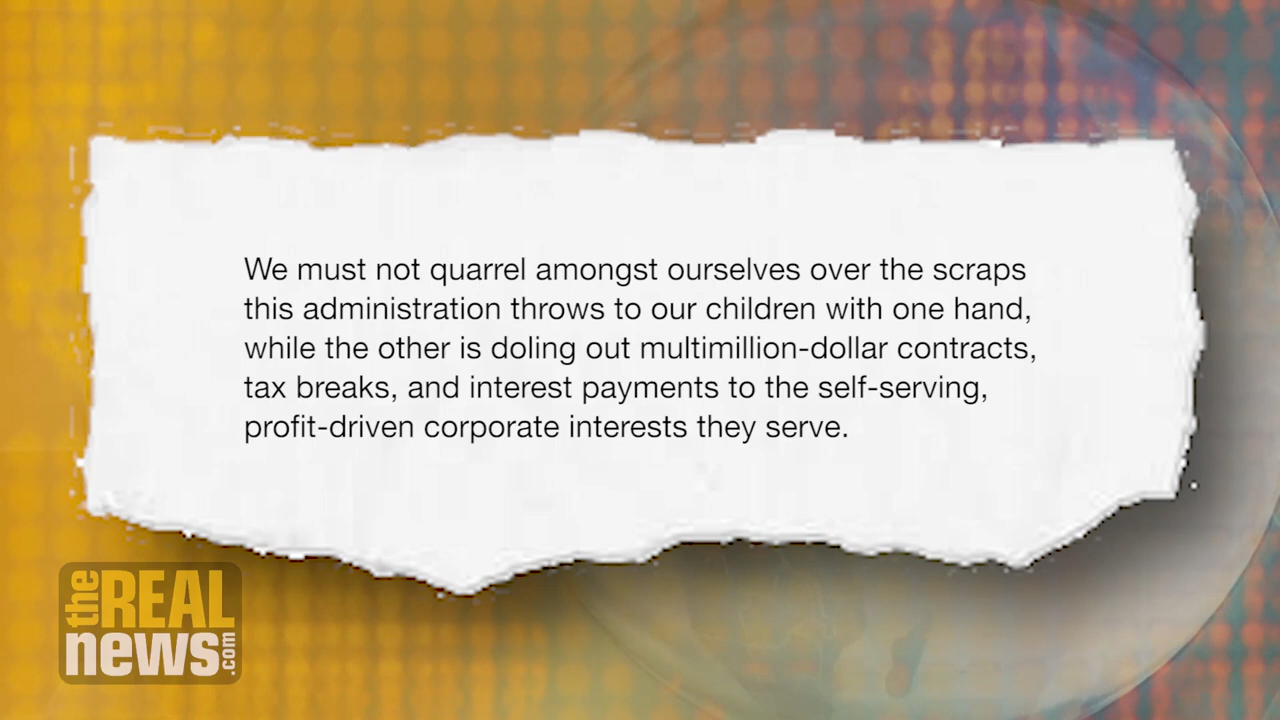 We must not quarrel amongst ourselves over the scraps
this administration throws to our children with one hand,
while the other is doling out multimillion-dollar contracts,
tax breaks, and interest payments to the self-serving,
profit-driven corporate interests they serve.
the REAL
news.com